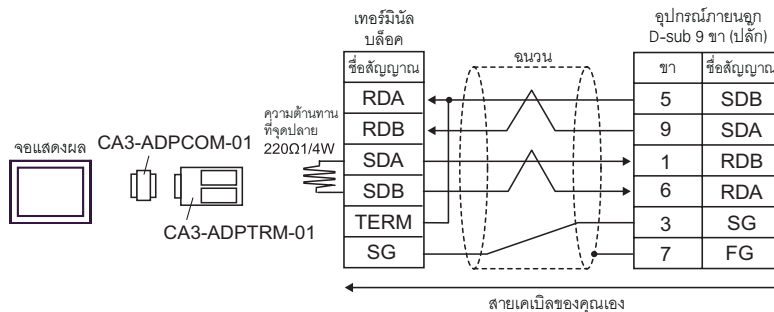 เทอร์มินัล
บล็อค
อุปกรณ์ภายนอก
D-sub 9 ขา (ปลั๊ก)
ชื่อสัญญาณ
ฉนวน
ขา ชื่อสัญญาณ
RDA 5 SDB
RDB 9 SDA
SDA 1 RDB
SDB 6 RDA
TERM 3 SG
SG 7 FG
ความต้านทาน
ที่จุดปลาย
220Ω1/4W
จอแสดงผล
CA3-ADPCOM-01
CA3-ADPTRM-01
สายเคเบิลของคุณเอง